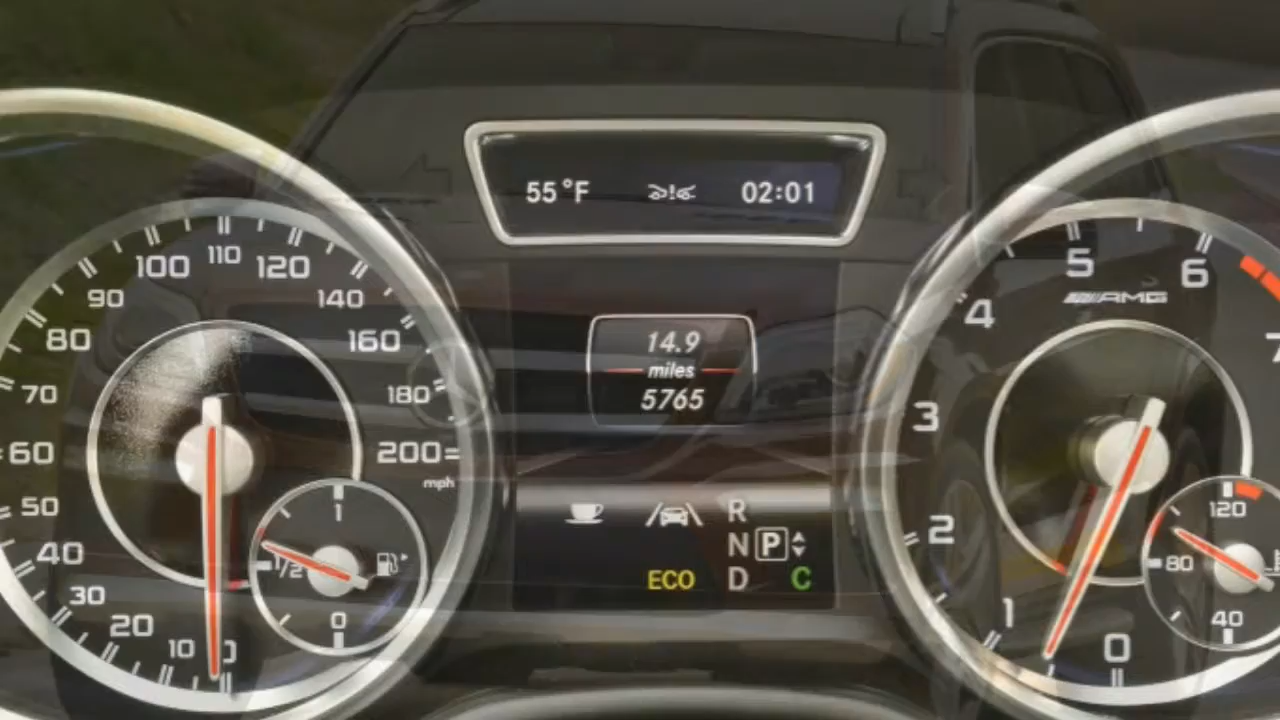 55°F 02:01
14.9
miles
5765
R
N P
ECO D C
10 20 30 40 50 60 70 80 90 100 110 120 140 160 180 200
mph
1
1/2
0
0 1 2 3 4 5 6 7
AMG
120
80
40